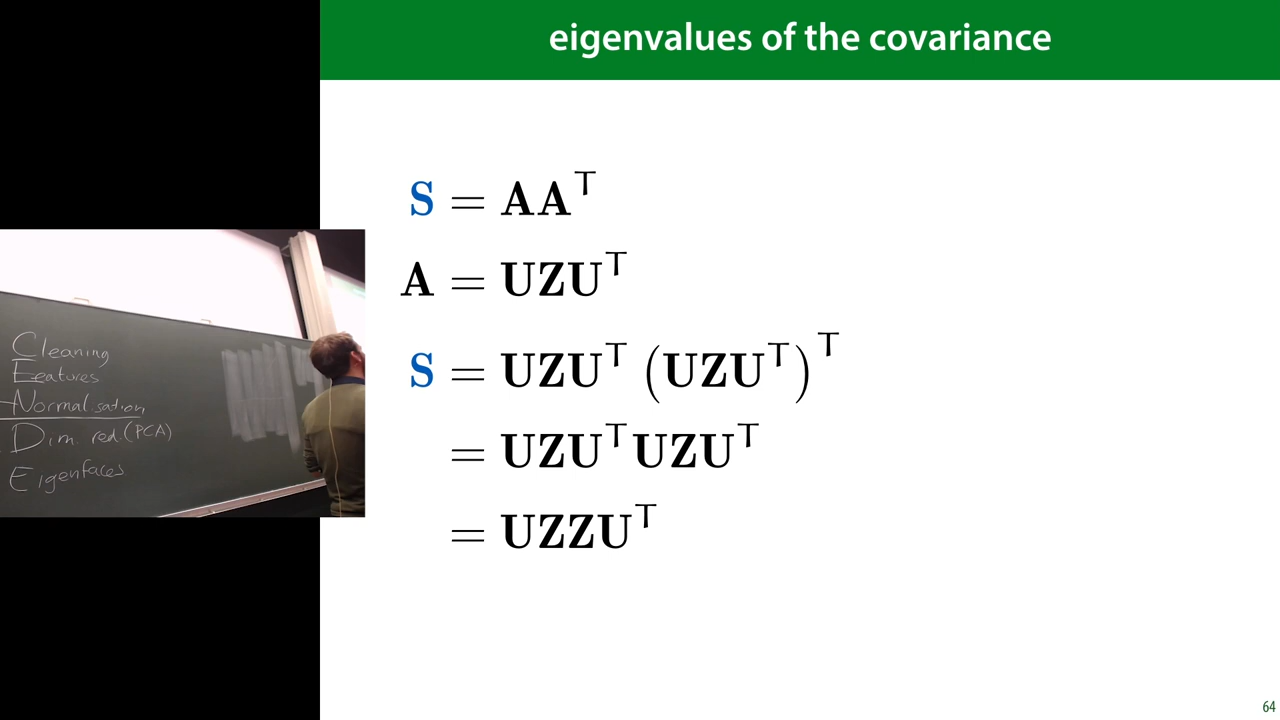 eigenvalues of the covariance
S = AAᵀ
A = UZUᵀ
S = UZUᵀ (UZUᵀ)ᵀ
= UZUᵀUZUᵀ
= UZZUᵀ
Cleaning
Features
Normalisation
Dim. red. (PCA)
Eigenfaces
64